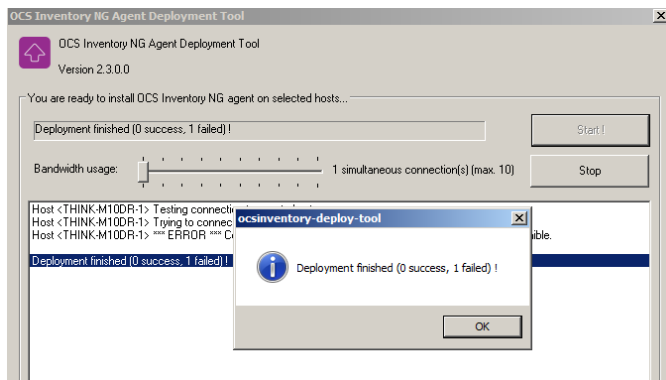 OCS Inventory NG Agent Deployment Tool
OCS Inventory NG Agent Deployment Tool
Version 2.3.0.0
You are ready to install OCS Inventory NG agent on selected hosts...
Deployment finished (0 success, 1 failed) !
Start !
Bandwidth usage:
1 simultaneous connection(s) (max. 10)
Stop
Host <THINK-M10DR-1> Testing
Host <THINK-M10DR-1> Trying to
Host <THINK-M10DR-1> *** ERROR ***
Deployment finished (0 success, 1 failed) !
ocsinventory-deploy-tool
Deployment finished (0 success, 1 failed) !
OK